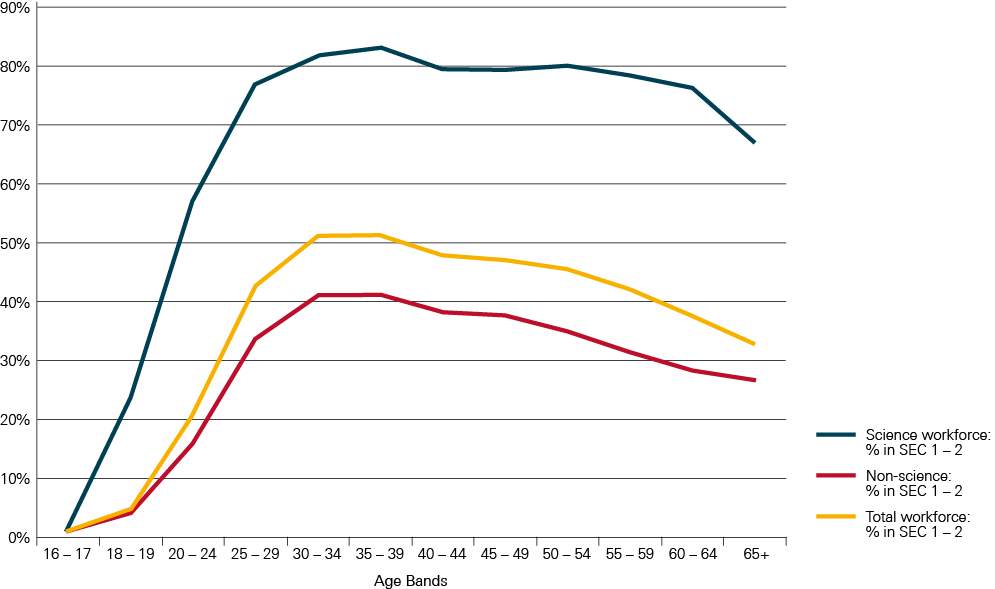 90%
80%
70%
60%
50%
40%
30%
20%
10%
0%
16 – 17 18 – 19 20 – 24 25 – 29 30 – 34 35 – 39 40 – 44 45 – 49 50 – 54 55 – 59 60 – 64 65+
Age Bands
Science workforce:
% in SEC 1 – 2
Non-science:
% in SEC 1 – 2
Total workforce:
% in SEC 1 – 2